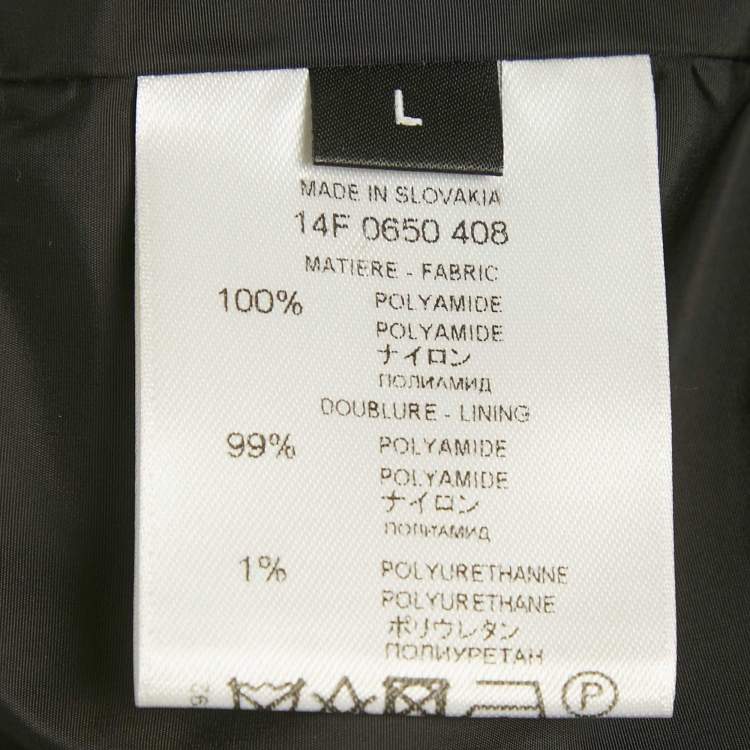 L
MADE IN SLOVAKIA
14F 0650 408
MATIERE - FABRIC
100% POLYAMIDE
POLYAMIDE
ナイロン
ПОЛИАМИД
DOUBLURE - LINING
99% POLYAMIDE
POLYAMIDE
ナイロン
ПОЛИАМИД
1% POLYURETHANNE
POLYURETHANE
ポリウレタン
ПОЛИУРЕТАН
92
P